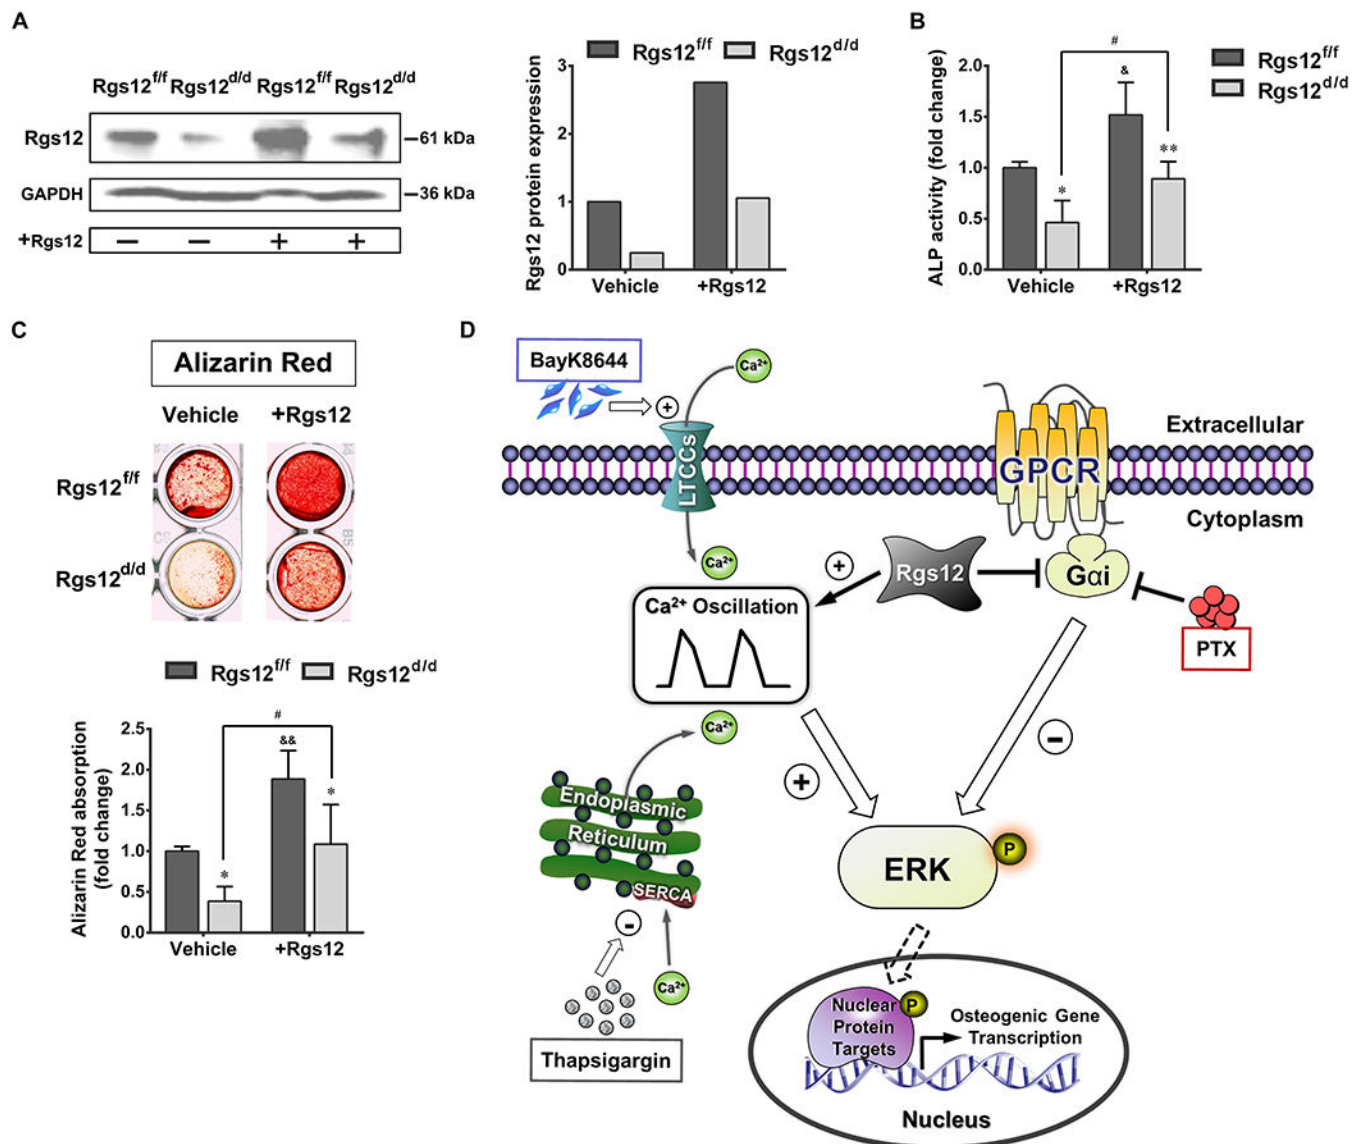 A
Rgs12f/f Rgs12d/d Rgs12f/f Rgs12d/d
Rgs12
61 kDa
GAPDH
36 kDa
+Rgs12 − − + +
Rgs12f/f Rgs12d/d
Rgs12 protein expression
3
2
1
0
Vehicle +Rgs12
B
Rgs12f/f
Rgs12d/d
ALP activity (fold change)
2.0
1.5
1.0
0.5
0.0
#
&
*
**
Vehicle +Rgs12
C
Alizarin Red
Vehicle +Rgs12
Rgs12f/f
Rgs12d/d
Rgs12f/f Rgs12d/d
Alizarin Red absorption
(fold change)
2.5
2.0
1.5
1.0
0.5
0.0
#
&&
*
*
Vehicle +Rgs12
D
BayK8644
+
Ca2+
LTCCs
GPCR
Extracellular
Cytoplasm
Ca2+
+
Rgs12
Gαi
PTX
Ca2+ Oscillation
Ca2+
+
-
Endoplasmic
Reticulum
SERCA
-
Ca2+
Thapsigargin
ERK
P
Nuclear
Protein
Targets
P
Osteogenic Gene
Transcription
Nucleus